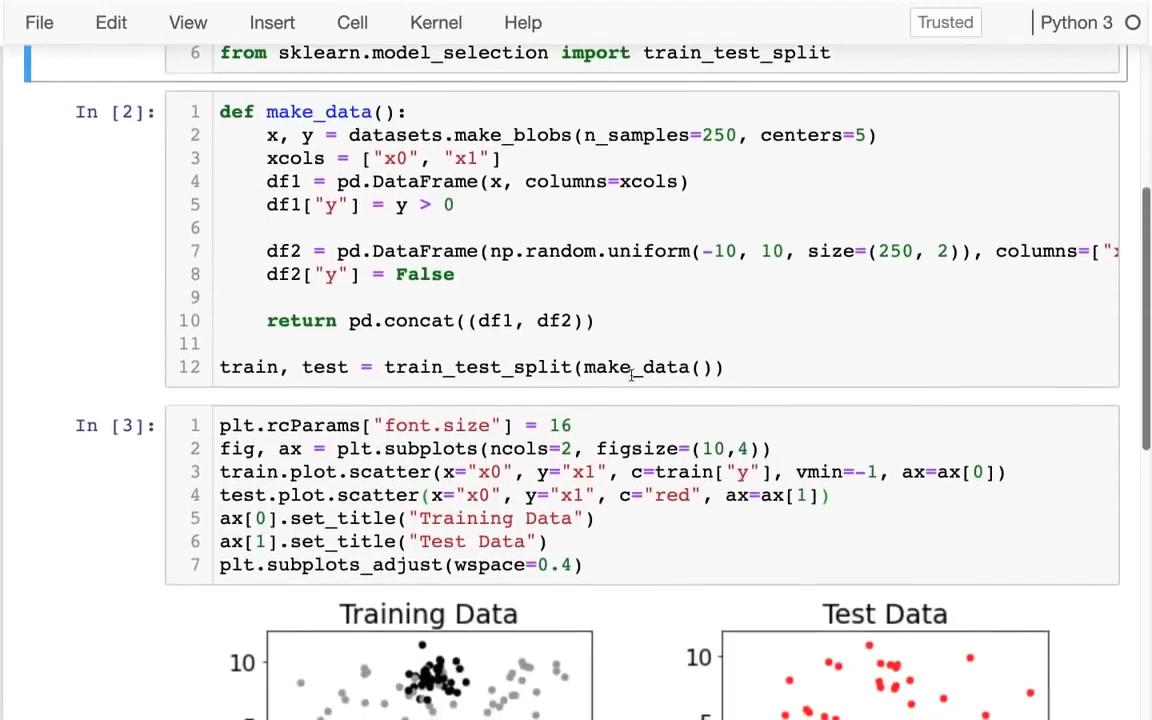 File Edit View Insert Cell Kernel Help Trusted Python 3
6 from sklearn.model_selection import train_test_split
In [2]:
1 def make_data():
2 x, y = datasets.make_blobs(n_samples=250, centers=5)
3 xcols = ["x0", "x1"]
4 df1 = pd.DataFrame(x, columns=xcols)
5 df1["y"] = y > 0
6
7 df2 = pd.DataFrame(np.random.uniform(-10, 10, size=(250, 2)), columns=["
8 df2["y"] = False
9
10 return pd.concat((df1, df2))
11
12 train, test = train_test_split(make_data())
In [3]:
1 plt.rcParams["font.size"] = 16
2 fig, ax = plt.subplots(ncols=2, figsize=(10,4))
3 train.plot.scatter(x="x0", y="x1", c=train["y"], vmin=-1, ax=ax[0])
4 test.plot.scatter(x="x0", y="x1", c="red", ax=ax[1])
5 ax[0].set_title("Training Data")
6 ax[1].set_title("Test Data")
7 plt.subplots_adjust(wspace=0.4)
Training Data
10
Test Data
10